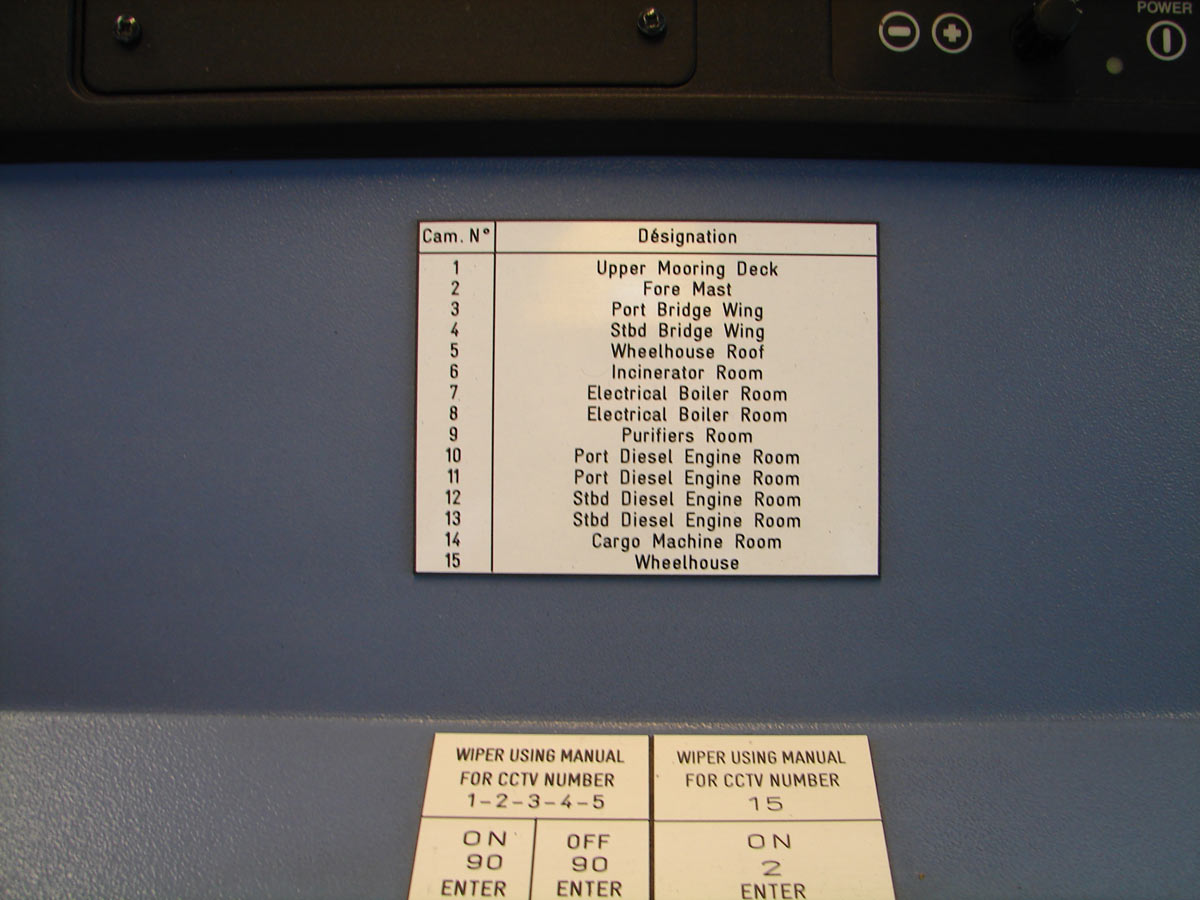 POWER
Cam. N° Désignation
1 Upper Mooring Deck
2 Fore Mast
3 Port Bridge Wing
4 Stbd Bridge Wing
5 Wheelhouse Roof
6 Incinerator Room
7 Electrical Boiler Room
8 Electrical Boiler Room
9 Purifiers Room
10 Port Diesel Engine Room
11 Port Diesel Engine Room
12 Stbd Diesel Engine Room
13 Stbd Diesel Engine Room
14 Cargo Machine Room
15 Wheelhouse
WIPER USING MANUAL
FOR CCTV NUMBER
1-2-3-4-5
ON
90
ENTER
OFF
90
ENTER
WIPER USING MANUAL
FOR CCTV NUMBER
15
ON
2
ENTER